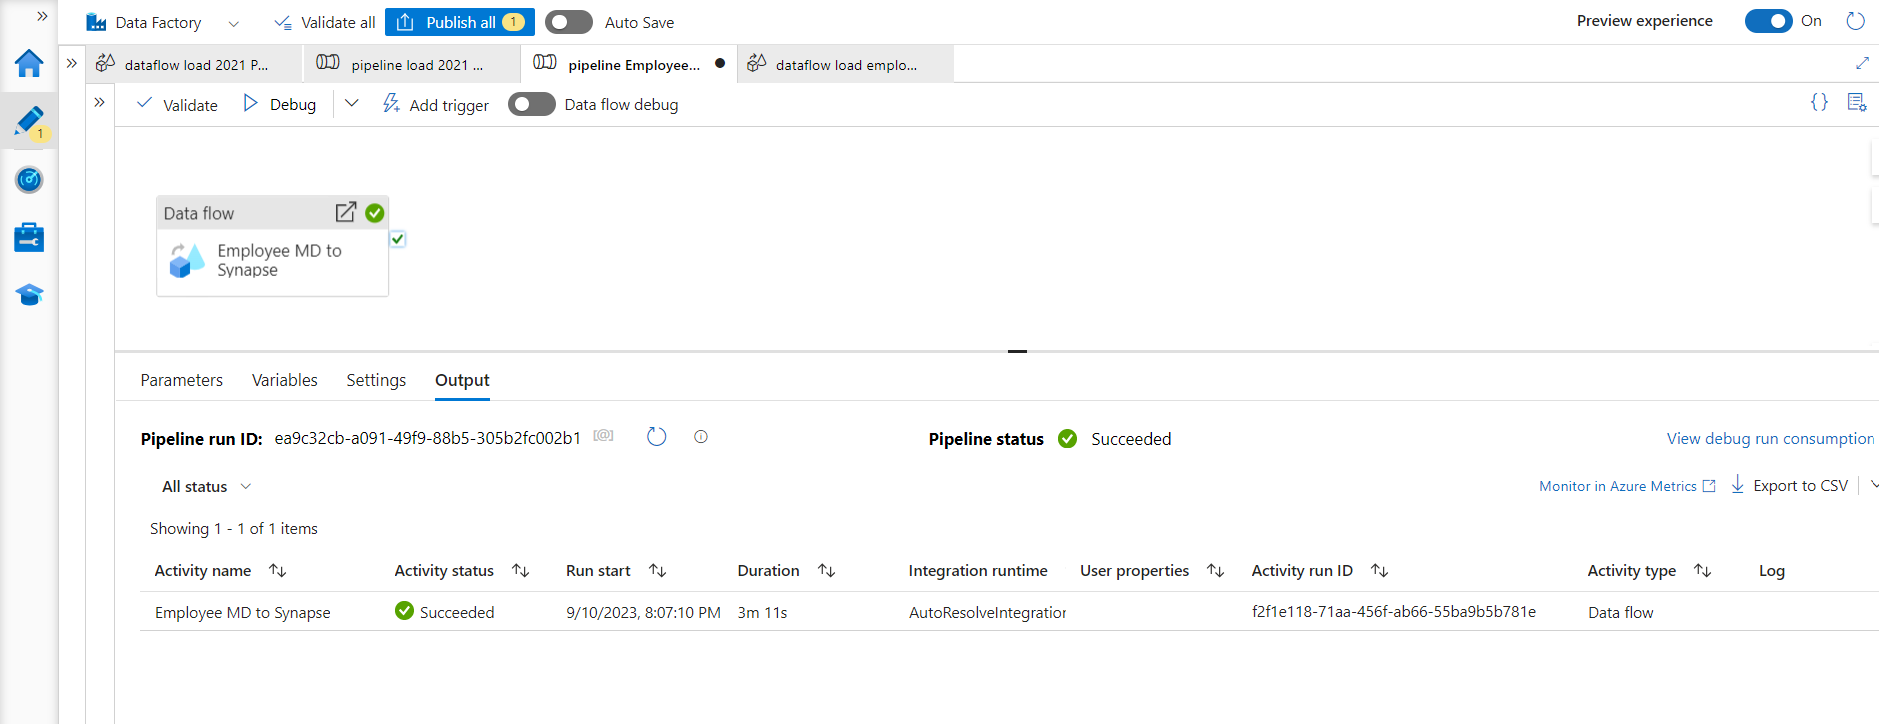 Data Factory Validate all Publish all 1 Auto Save Preview experience On
dataflow load 2021 P... pipeline load 2021 ... pipeline Employee... dataflow load emplo...
1
Validate Debug Add trigger Data flow debug {}
Data flow
Employee MD to
Synapse
Parameters Variables Settings Output
Pipeline run ID: ea9c32cb-a091-49f9-88b5-305b2fc002b1 [@] Pipeline status Succeeded View debug run consumption
All status Monitor in Azure Metrics Export to CSV
Showing 1 - 1 of 1 items
Activity name Activity status Run start Duration Integration runtime User properties Activity run ID Activity type Log
Employee MD to Synapse Succeeded 9/10/2023, 8:07:10 PM 3m 11s AutoResolveIntegration f2f1e118-71aa-456f-ab66-55ba9b5b781e Data flow